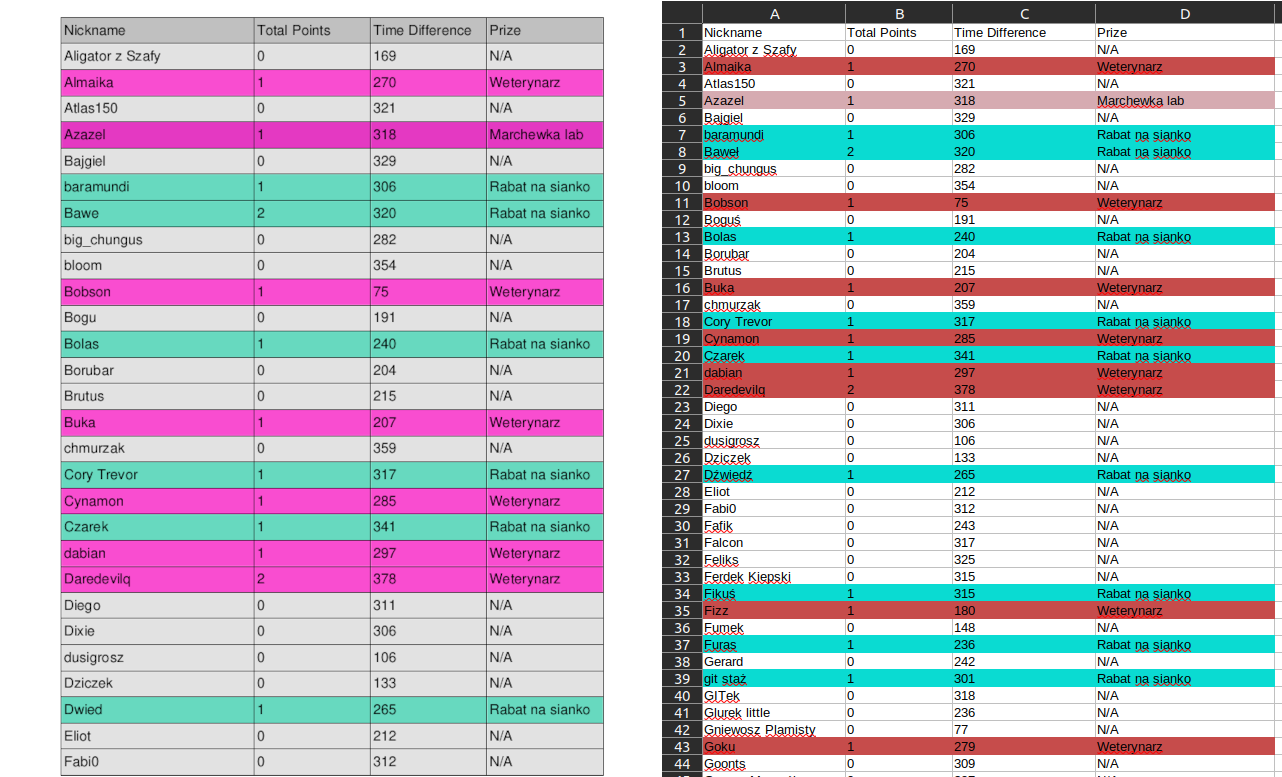 Nickname Total Points Time Difference Prize
Aligator z Szafy 0 169 N/A
Almaika 1 270 Weterynarz
Atlas150 0 321 N/A
Azazel 1 318 Marchewka lab
Bajgiel 0 329 N/A
baramundi 1 306 Rabat na sianko
Bawe 2 320 Rabat na sianko
big_chungus 0 282 N/A
bloom 0 354 N/A
Bobson 1 75 Weterynarz
Bogu 0 191 N/A
Bolas 1 240 Rabat na sianko
Borubar 0 204 N/A
Brutus 0 215 N/A
Buka 1 207 Weterynarz
chmurzak 0 359 N/A
Cory Trevor 1 317 Rabat na sianko
Cynamon 1 285 Weterynarz
Czarek 1 341 Rabat na sianko
dabian 1 297 Weterynarz
Daredevilq 2 378 Weterynarz
Diego 0 311 N/A
Dixie 0 306 N/A
dusigrosz 0 106 N/A
Dziczek 0 133 N/A
Dwied 1 265 Rabat na sianko
Eliot 0 212 N/A
Fabi0 0 312 N/A
A B C D
1 Nickname Total Points Time Difference Prize
2 Aligator z Szafy 0 169 N/A
3 Almaika 1 270 Weterynarz
4 Atlas150 0 321 N/A
5 Azazel 1 318 Marchewka lab
6 Bajgiel 0 329 N/A
7 baramundi 1 306 Rabat na sianko
8 Baweł 2 320 Rabat na sianko
9 big_chungus 0 282 N/A
10 bloom 0 354 N/A
11 Bobson 1 75 Weterynarz
12 Boguś 0 191 N/A
13 Bolas 1 240 Rabat na sianko
14 Borubar 0 204 N/A
15 Brutus 0 215 N/A
16 Buka 1 207 Weterynarz
17 chmurzak 0 359 N/A
18 Cory Trevor 1 317 Rabat na sianko
19 Cynamon 1 285 Weterynarz
20 Czarek 1 341 Rabat na sianko
21 dabian 1 297 Weterynarz
22 Daredevilq 2 378 Weterynarz
23 Diego 0 311 N/A
24 Dixie 0 306 N/A
25 dusigrosz 0 106 N/A
26 Dziczek 0 133 N/A
27 Dźwiedź 1 265 Rabat na sianko
28 Eliot 0 212 N/A
29 Fabi0 0 312 N/A
30 Fafik 0 243 N/A
31 Falcon 0 317 N/A
32 Feliks 0 325 N/A
33 Ferdek Kiepski 0 315 N/A
34 Fikuś 1 315 Rabat na sianko
35 Fizz 1 180 Weterynarz
36 Fumek 0 148 N/A
37 Furas 1 236 Rabat na sianko
38 Gerard 0 242 N/A
39 git staż 1 301 Rabat na sianko
40 GITek 0 318 N/A
41 Glurek little 0 236 N/A
42 Gniewosz Plamisty 0 77 N/A
43 Goku 1 279 Weterynarz
44 Goonts 0 309 N/A